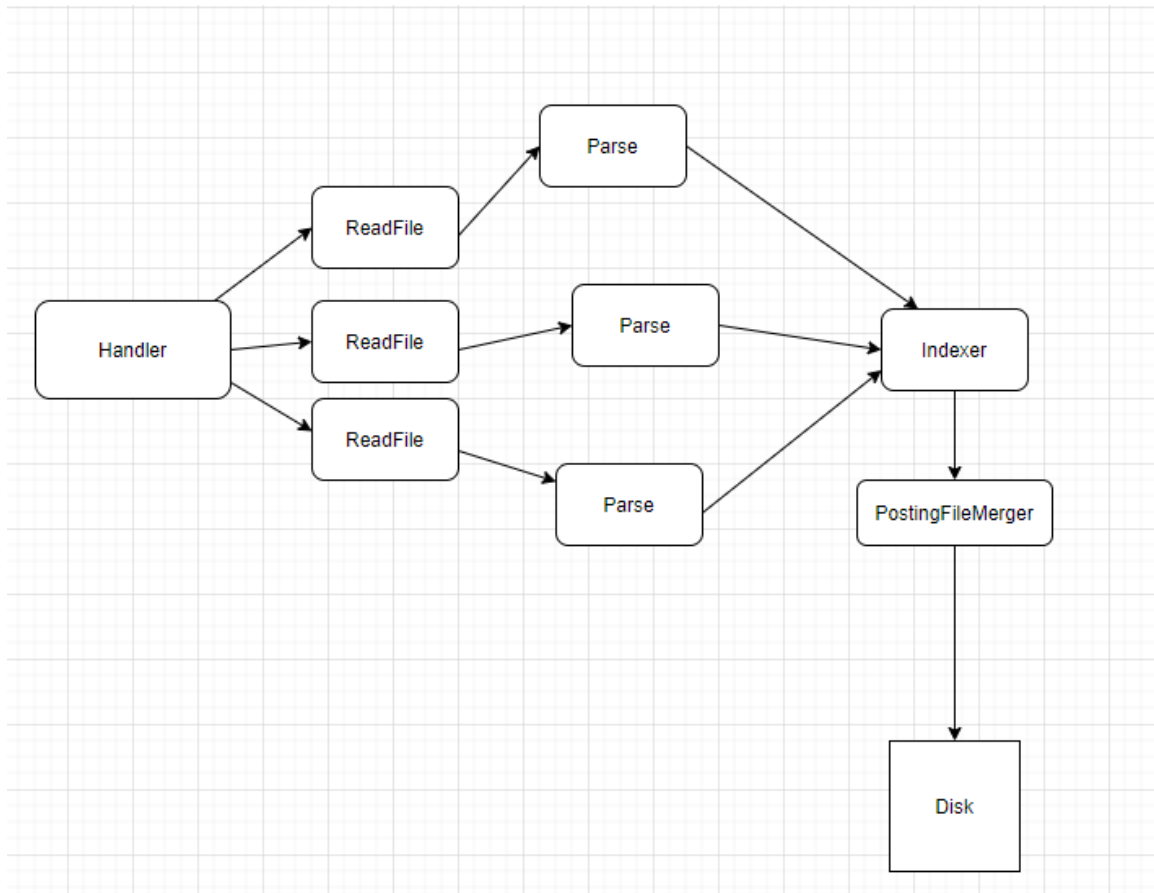 Parse
ReadFile
Parse
ReadFile
Handler
Indexer
ReadFile
Parse
PostingFileMerger
Disk